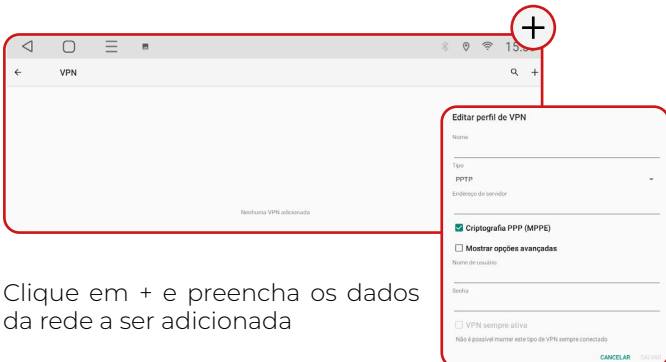 +
VPN
+
Nenhuma VPN adicionada
Editar perfil de VPN
Nome
Tipo
PPTP
Endereço do servidor
Criptografia PPP (MPPE)
Mostrar opções avançadas
Nome de usuário
Senha
VPN sempre ativa
Não é possível manter este tipo de VPN sempre conectado
CANCELAR SALVAR
Clique em + e preencha os dados
da rede a ser adicionada